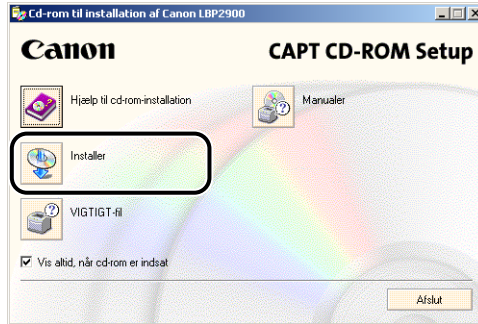 Cd-rom til installation af Canon LBP2900
Canon
CAPT CD-ROM Setup
Hjælp til cd-rom-installation
Manualer
Installer
VIGTIGT-fil
Vis altid, når cd-rom er indsat
Afslut